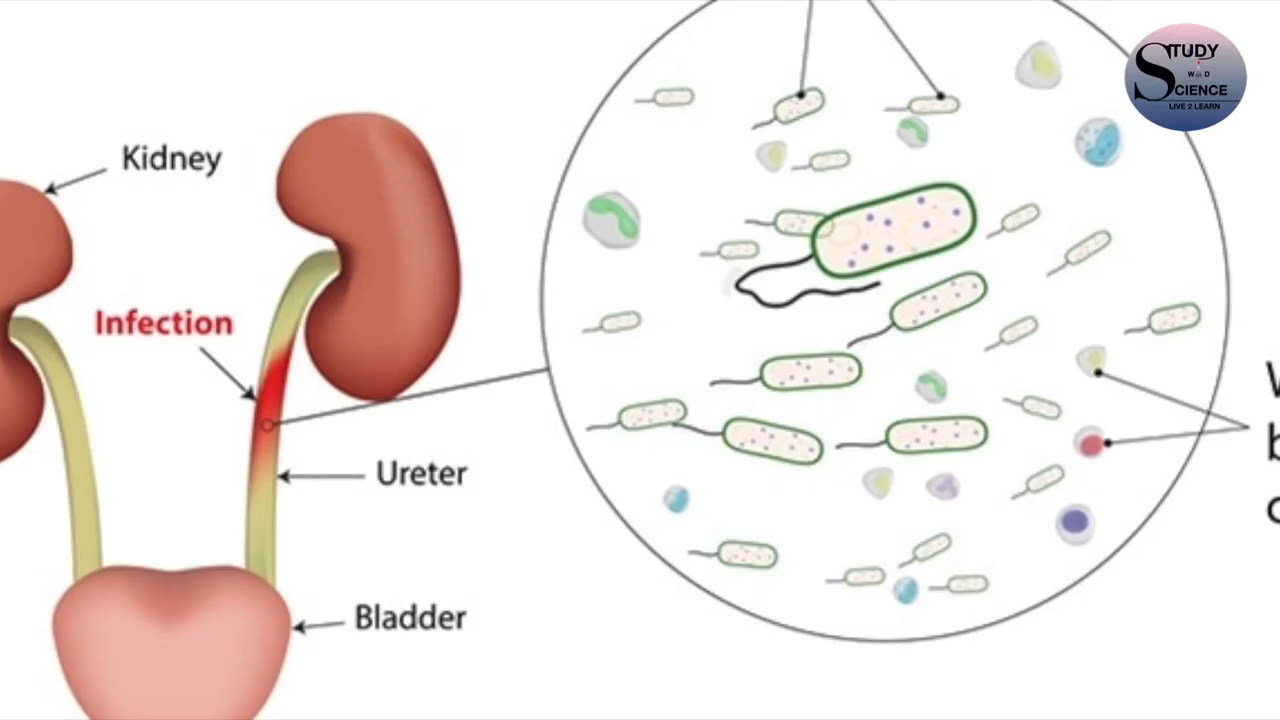 Kidney
Infection
Ureter
Bladder
STUDY
SCIENCE
LIVE 2 LEARN